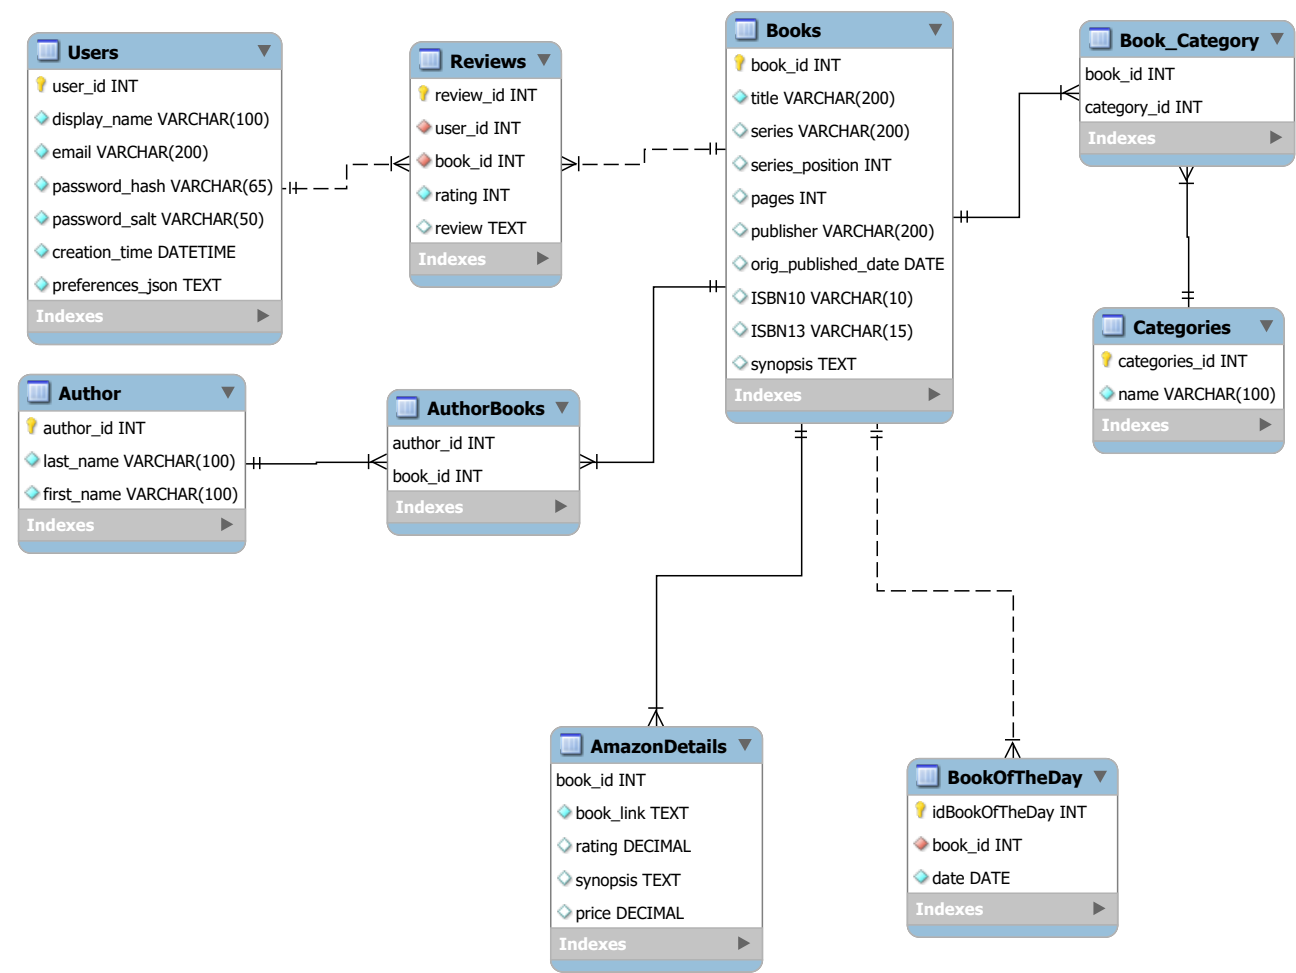 Users
user_id INT
display_name VARCHAR(100)
email VARCHAR(200)
password_hash VARCHAR(65)
password_salt VARCHAR(50)
creation_time DATETIME
preferences_json TEXT
Indexes
Reviews
review_id INT
user_id INT
book_id INT
rating INT
review TEXT
Indexes
Books
book_id INT
title VARCHAR(200)
series VARCHAR(200)
series_position INT
pages INT
publisher VARCHAR(200)
orig_published_date DATE
ISBN10 VARCHAR(10)
ISBN13 VARCHAR(15)
synopsis TEXT
Indexes
Book_Category
book_id INT
category_id INT
Indexes
Categories
categories_id INT
name VARCHAR(100)
Indexes
Author
author_id INT
last_name VARCHAR(100)
first_name VARCHAR(100)
Indexes
AuthorBooks
author_id INT
book_id INT
Indexes
AmazonDetails
book_id INT
book_link TEXT
rating DECIMAL
synopsis TEXT
price DECIMAL
Indexes
BookOfTheDay
idBookOfTheDay INT
book_id INT
date DATE
Indexes